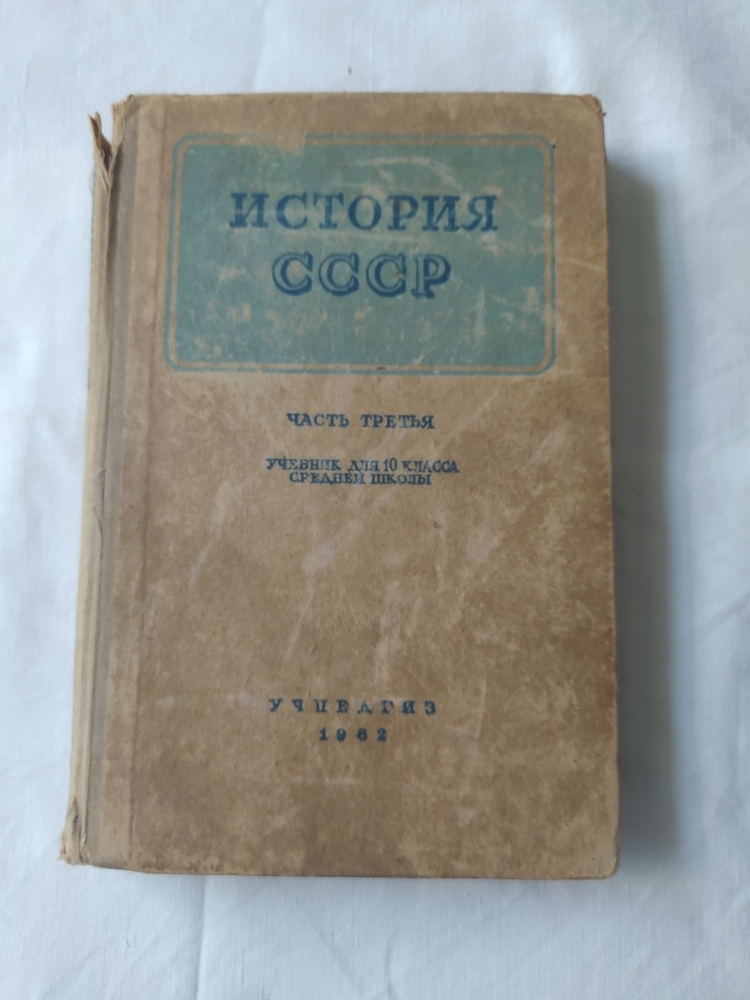 ИСТОРИЯ
СССР
ЧАСТЬ ТРЕТЬЯ
УЧЕБНИК ДЛЯ 10 КЛАССА
СРЕДНЕЙ ШКОЛЫ
УЧПЕДГИЗ
1962